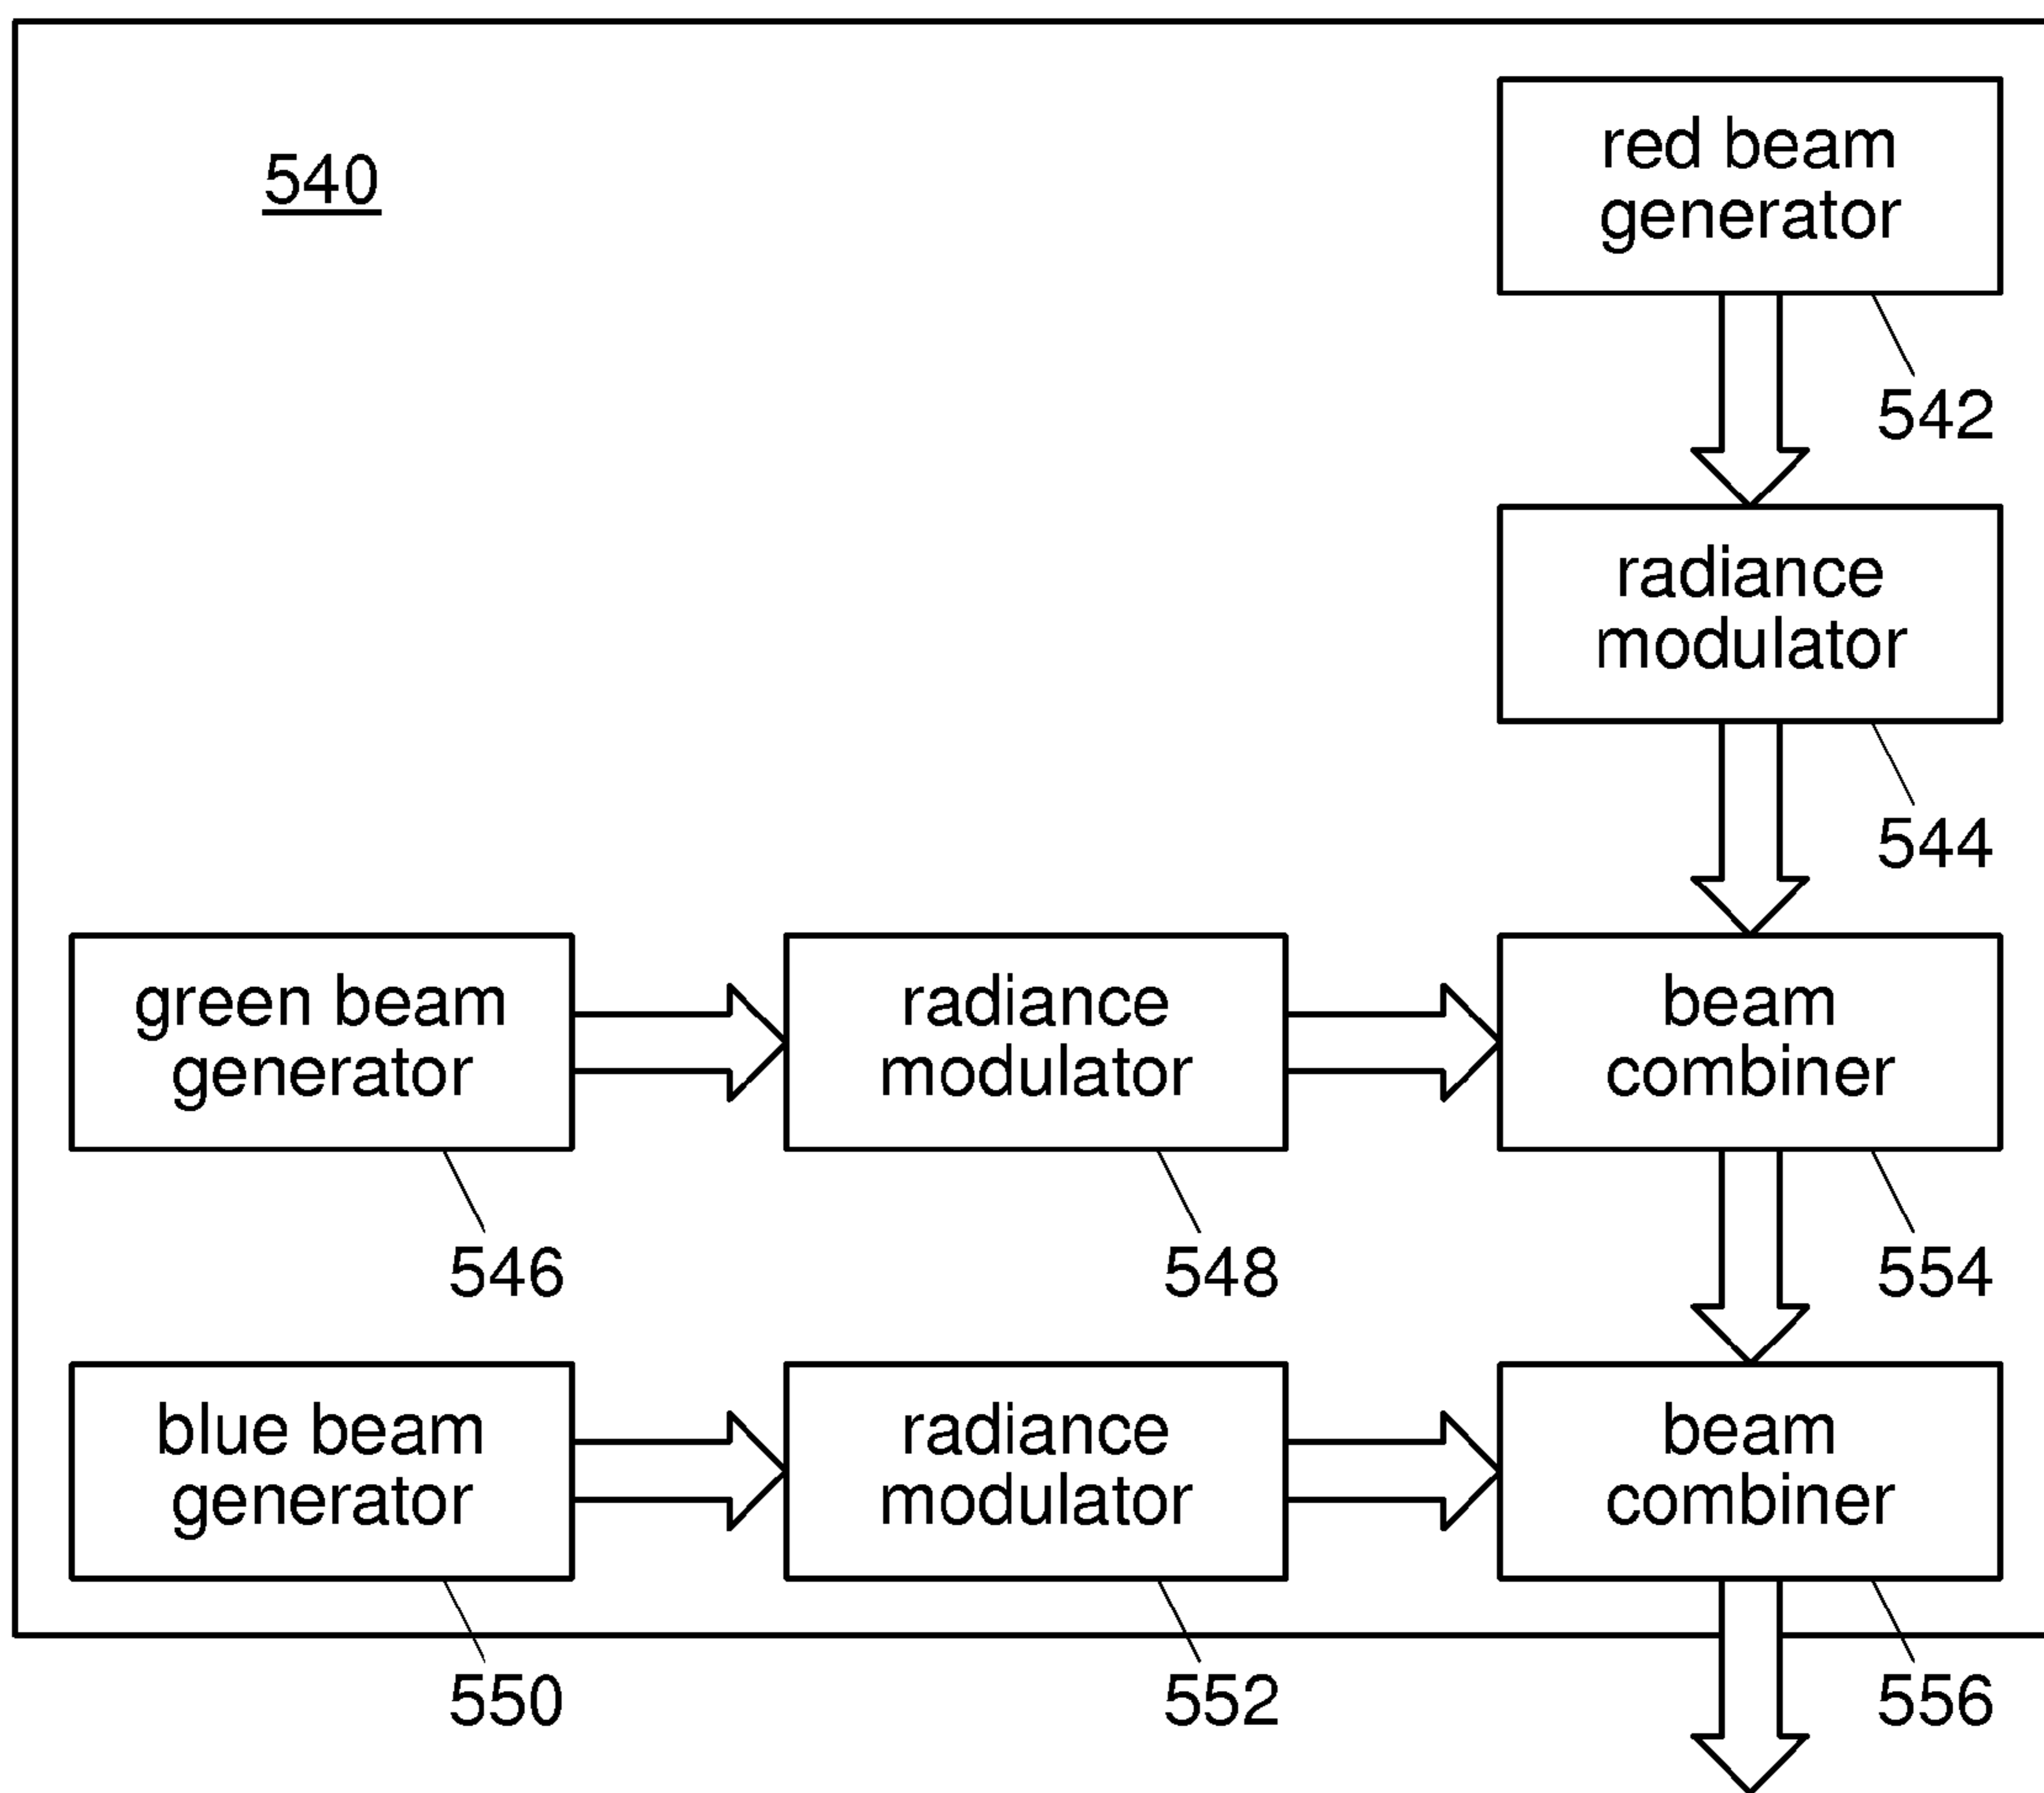 540
red beam
generator
542
radiance
modulator
544
green beam
generator
546
radiance
modulator
548
beam
combiner
554
blue beam
generator
550
radiance
modulator
552
beam
combiner
556